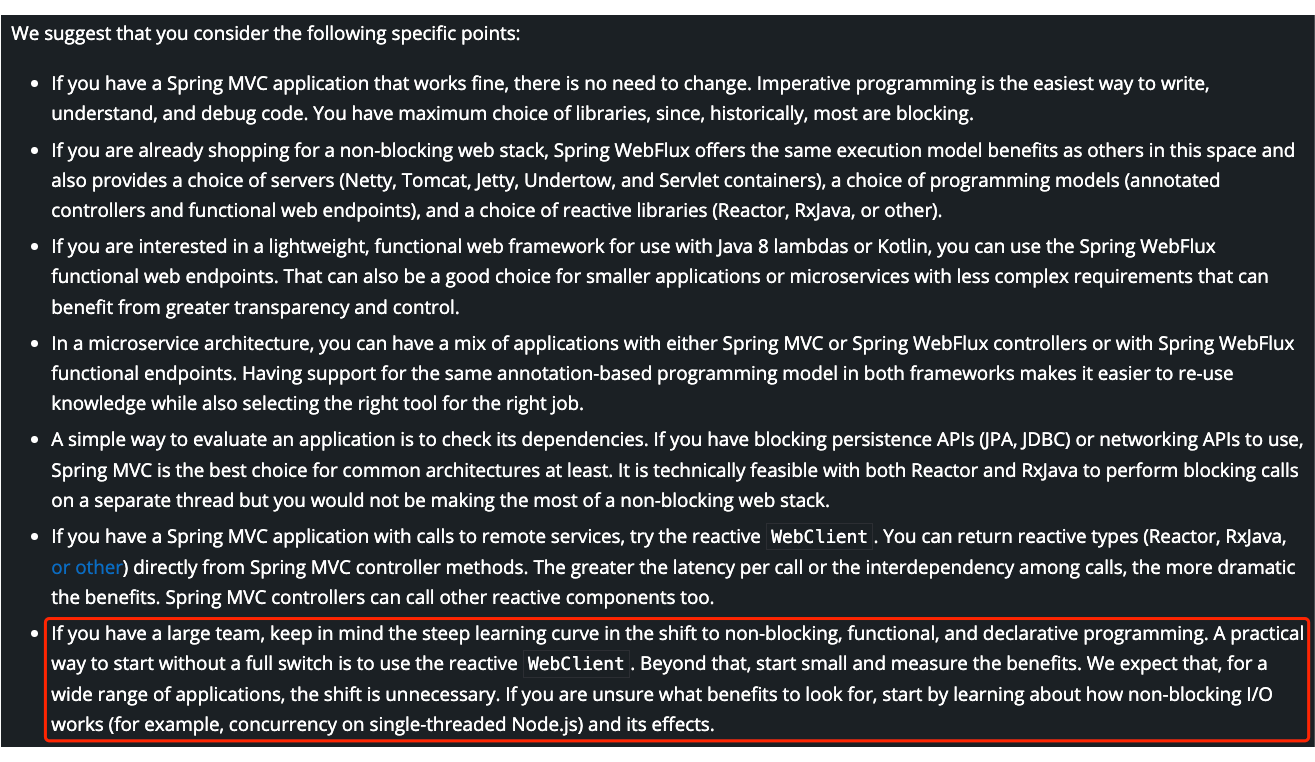 We suggest that you consider the following specific points:
• If you have a Spring MVC application that works fine, there is no need to change. Imperative programming is the easiest way to write,
understand, and debug code. You have maximum choice of libraries, since, historically, most are blocking.
• If you are already shopping for a non-blocking web stack, Spring WebFlux offers the same execution model benefits as others in this space and
also provides a choice of servers (Netty, Tomcat, Jetty, Undertow, and Servlet containers), a choice of programming models (annotated
controllers and functional web endpoints), and a choice of reactive libraries (Reactor, RxJava, or other).
• If you are interested in a lightweight, functional web framework for use with Java 8 lambdas or Kotlin, you can use the Spring WebFlux
functional web endpoints. That can also be a good choice for smaller applications or microservices with less complex requirements that can
benefit from greater transparency and control.
• In a microservice architecture, you can have a mix of applications with either Spring MVC or Spring WebFlux controllers or with Spring WebFlux
functional endpoints. Having support for the same annotation-based programming model in both frameworks makes it easier to re-use
knowledge while also selecting the right tool for the right job.
• A simple way to evaluate an application is to check its dependencies. If you have blocking persistence APIs (JPA, JDBC) or networking APIs to use,
Spring MVC is the best choice for common architectures at least. It is technically feasible with both Reactor and RxJava to perform blocking calls
on a separate thread but you would not be making the most of a non-blocking web stack.
• If you have a Spring MVC application with calls to remote services, try the reactive WebClient. You can return reactive types (Reactor, RxJava,
or other) directly from Spring MVC controller methods. The greater the latency per call or the interdependency among calls, the more dramatic
the benefits. Spring MVC controllers can call other reactive components too.
• If you have a large team, keep in mind the steep learning curve in the shift to non-blocking, functional, and declarative programming. A practical
way to start without a full switch is to use the reactive WebClient. Beyond that, start small and measure the benefits. We expect that, for a
wide range of applications, the shift is unnecessary. If you are unsure what benefits to look for, start by learning about how non-blocking I/O
works (for example, concurrency on single-threaded Node.js) and its effects.